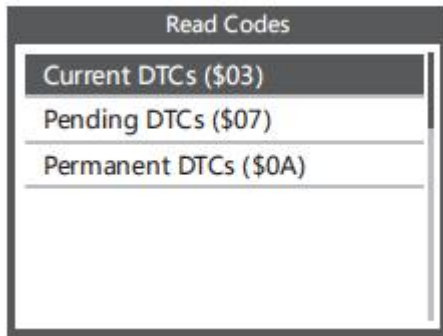 Read Codes
Current DTCs ($03)
Pending DTCs ($07)
Permanent DTCs ($0A)